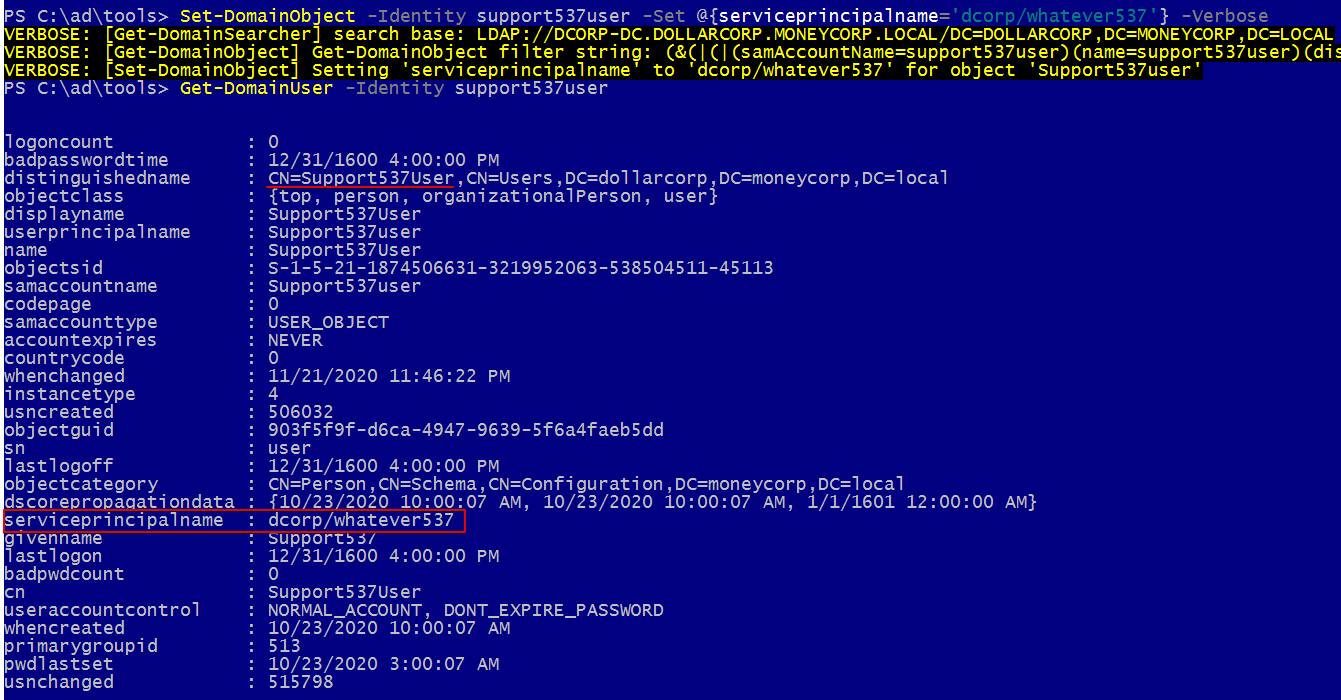 PS C:\ad\tools> Set-DomainObject -Identity support537user -Set @{serviceprincipalname='dcorp/whatever537'} -Verbose
VERBOSE: [Get-DomainSearcher] search base: LDAP://DCORP-DC.DOLLARCORP.MONEYCORP.LOCAL/DC=DOLLARCORP,DC=MONEYCORP,DC=LOCAL
VERBOSE: [Get-DomainObject] Get-DomainObject filter string: (&(|(|(samAccountName=support537user)(name=support537user)(dis
VERBOSE: [Set-DomainObject] Setting 'serviceprincipalname' to 'dcorp/whatever537' for object 'Support537user'
PS C:\ad\tools> Get-DomainUser -Identity support537user
logoncount : 0
badpasswordtime : 12/31/1600 4:00:00 PM
distinguishedname : CN=Support537User,CN=Users,DC=dollarcorp,DC=moneycorp,DC=local
objectclass : {top, person, organizationalPerson, user}
displayname : Support537User
userprincipalname : Support537user
name : Support537User
objectsid : S-1-5-21-1874506631-3219952063-538504511-45113
samaccountname : Support537user
codepage : 0
samaccounttype : USER_OBJECT
accountexpires : NEVER
countrycode : 0
whenchanged : 11/21/2020 11:46:22 PM
instancetype : 4
usncreated : 506032
objectguid : 903f5f9f-d6ca-4947-9639-5f6a4faeb5dd
sn : user
lastlogoff : 12/31/1600 4:00:00 PM
objectcategory : CN=Person,CN=Schema,CN=Configuration,DC=moneycorp,DC=local
dscorepropagationdata : {10/23/2020 10:00:07 AM, 10/23/2020 10:00:07 AM, 1/1/1601 12:00:00 AM}
serviceprincipalname : dcorp/whatever537
givenname : Support537
lastlogon : 12/31/1600 4:00:00 PM
badpwdcount : 0
cn : Support537User
useraccountcontrol : NORMAL_ACCOUNT, DONT_EXPIRE_PASSWORD
whencreated : 10/23/2020 10:00:07 AM
primarygroupid : 513
pwdlastset : 10/23/2020 3:00:07 AM
usnchanged : 515798